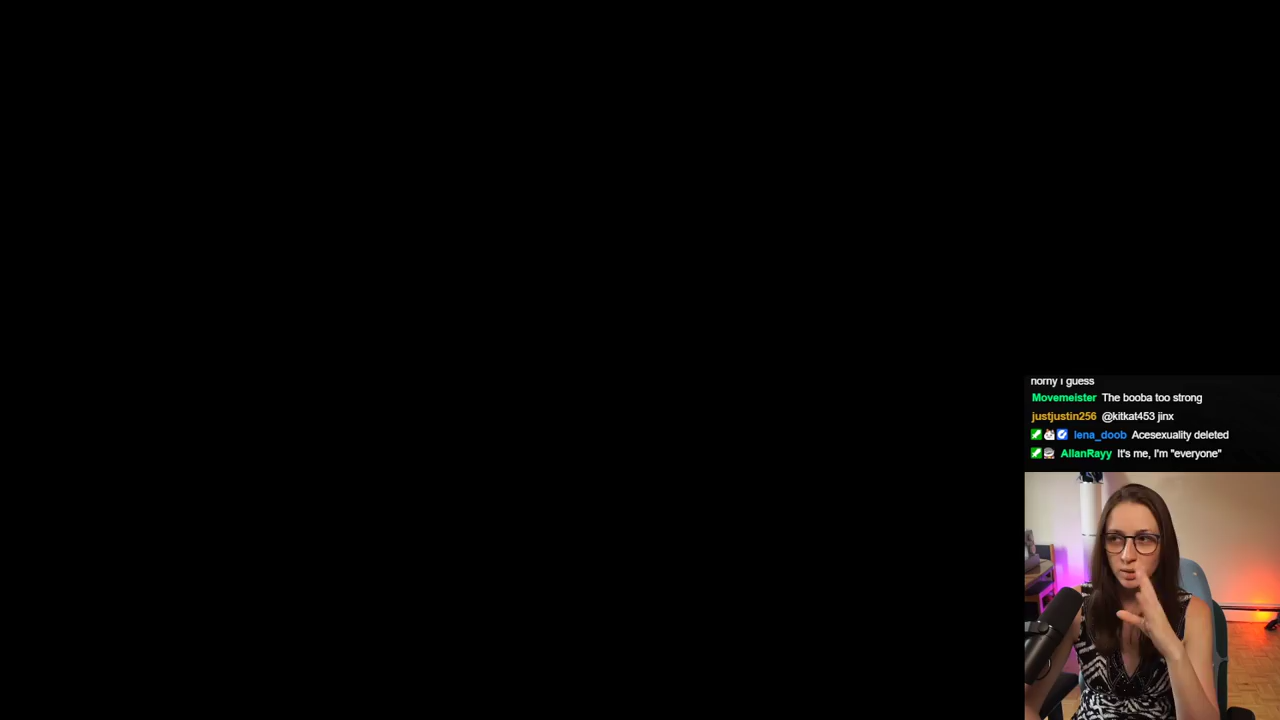 horny I guess
Movemeister The booba too strong
justjustin256 @kitkat453 jinx
lena_doob Acesexuality deleted
AllanRayy It's me, I'm "everyone"